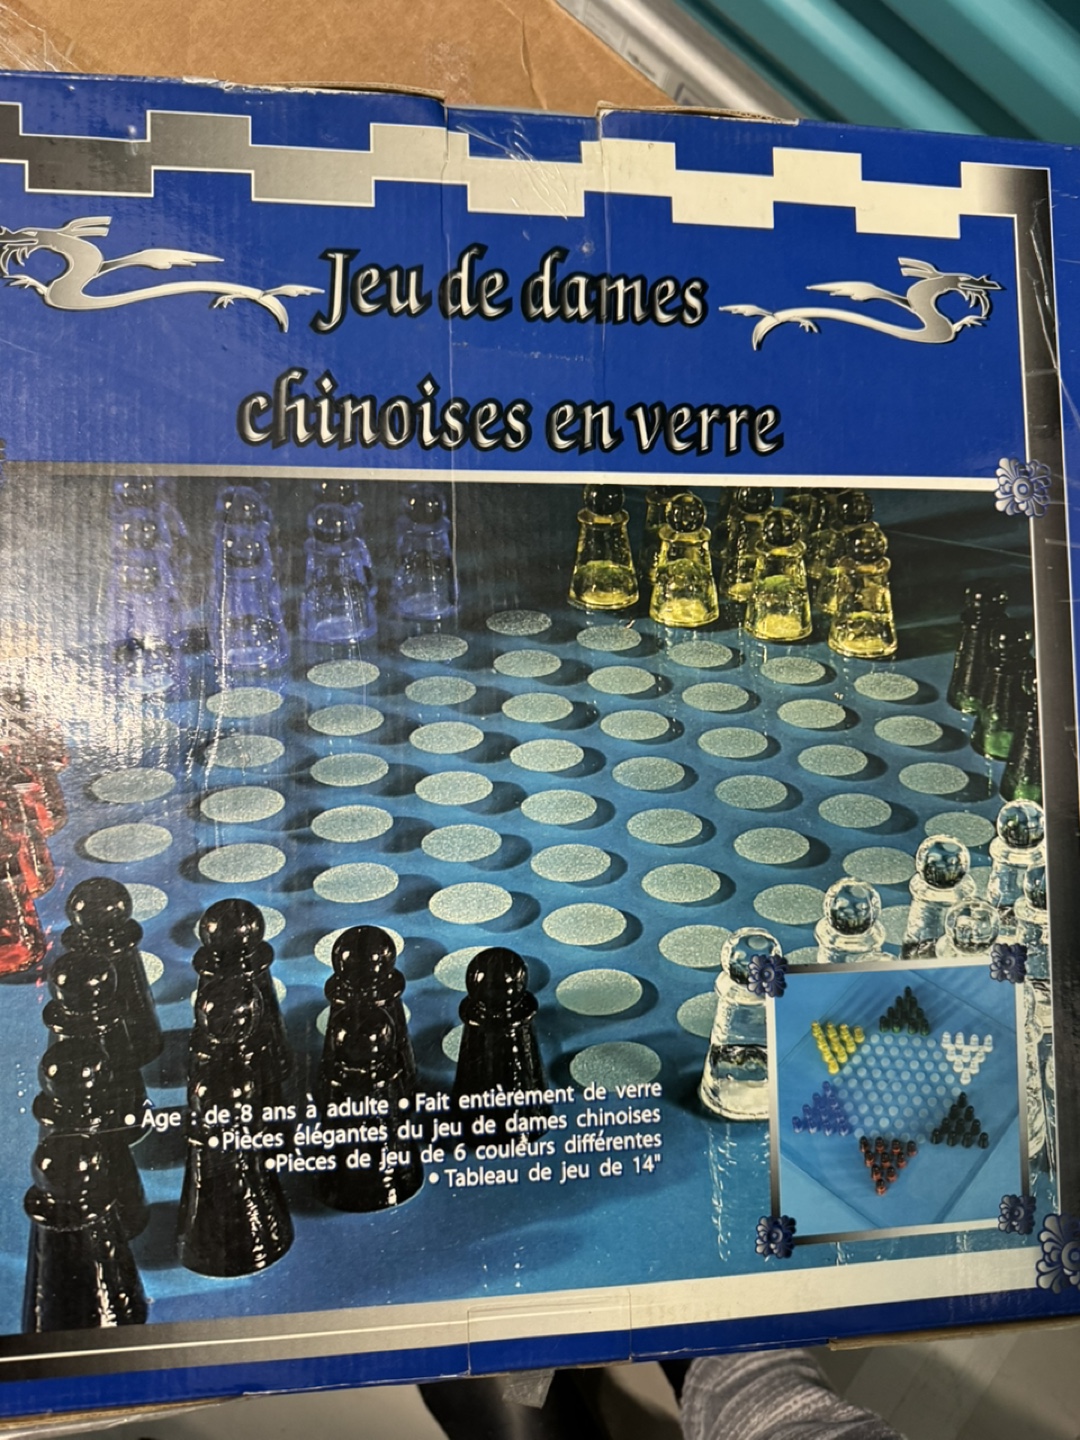 Jeu de dames
chinoises en verre
• Âge : de 8 ans à adulte • Fait entièrement de verre
•Pièces élégantes du jeu de dames chinoises
•Pièces de jeu de 6 couleurs différentes
• Tableau de jeu de 14"